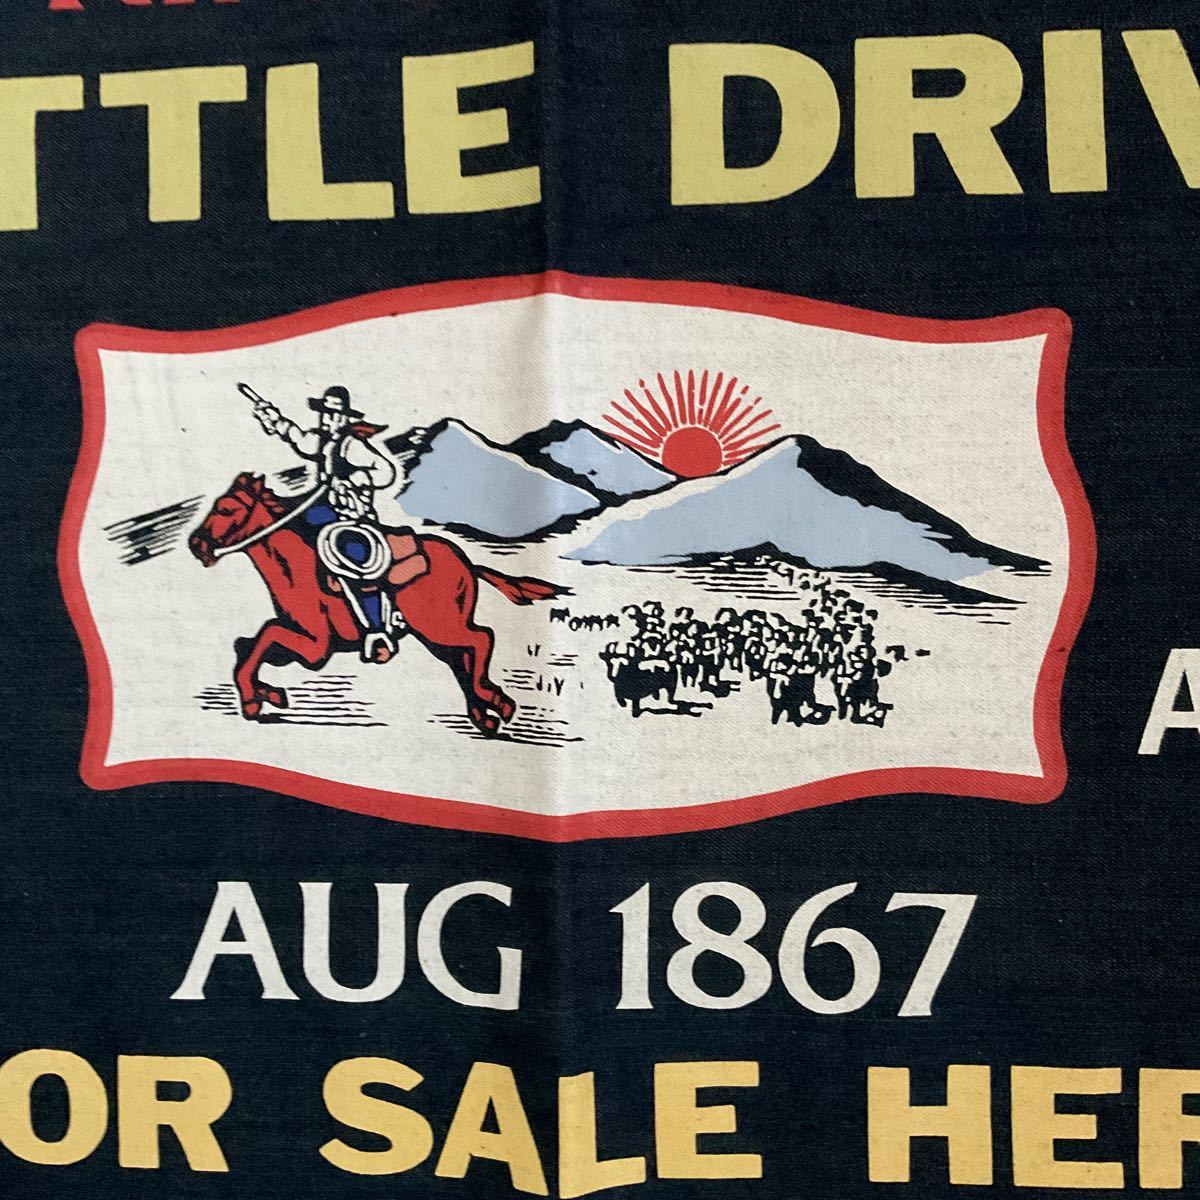 TTLE DRIV
A
AUG 1867
OR SALE HER